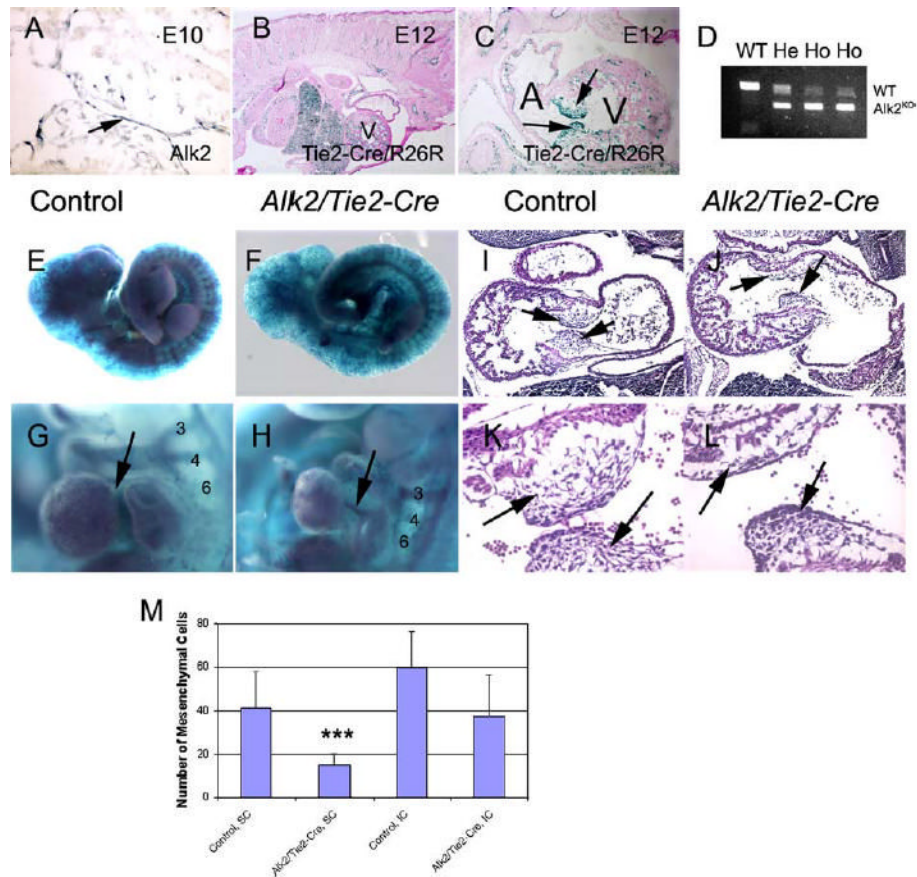 A
E10
Alk2
B
E12
V
Tie2-Cre/R26R
C
E12
A
V
Tie2-Cre/R26R
D
WT He Ho Ho
WT
Alk2KO
Control
Alk2/Tie2-Cre
Control
Alk2/Tie2-Cre
E
F
I
J
G
3
4
6
H
3
4
6
K
L
M
Number of Mesenchymal Cells
80
60
40
20
0
***
Control, SC
Alk2/Tie2-Cre, SC
Control, IC
Alk2/Tie2-Cre, IC